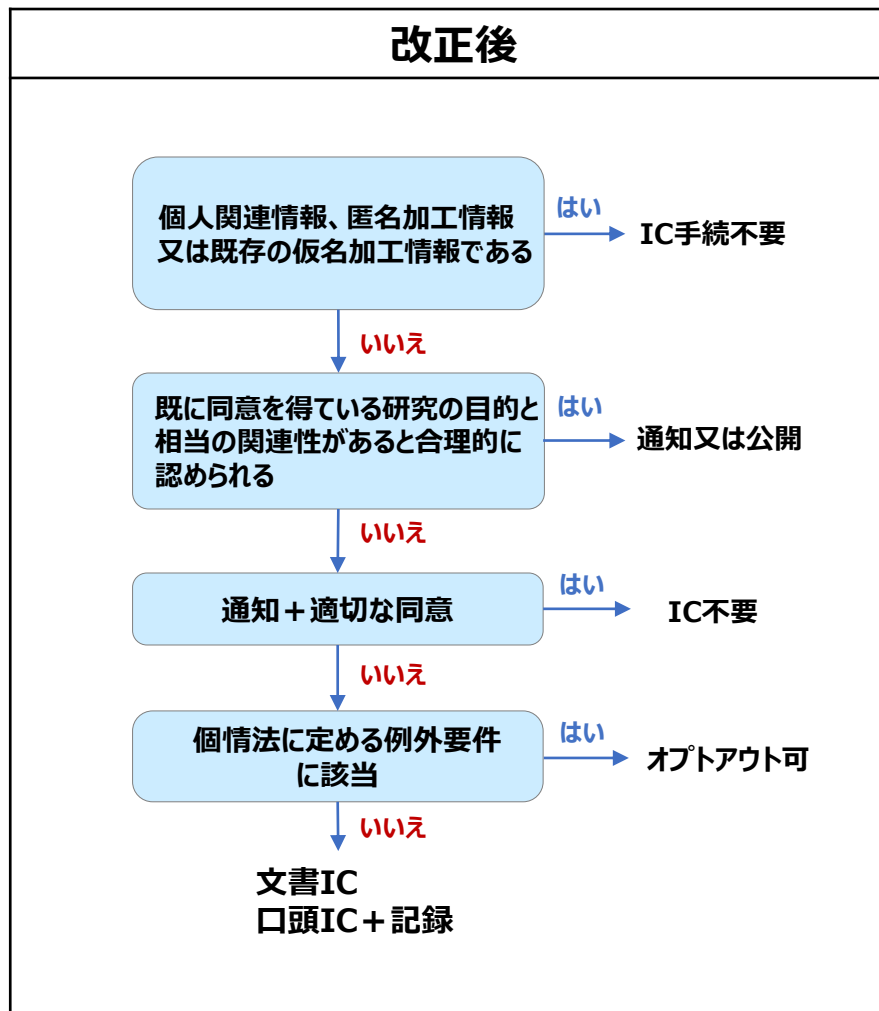 改正後
個人関連情報、匿名加工情報
又は既存の仮名加工情報である
はい
IC手続不要
いいえ
既に同意を得ている研究の目的と
相当の関連性があると合理的に
認められる
はい
通知又は公開
いいえ
通知＋適切な同意
はい
IC不要
いいえ
個情法に定める例外要件
に該当
はい
オプトアウト可
いいえ
文書IC
口頭IC＋記録